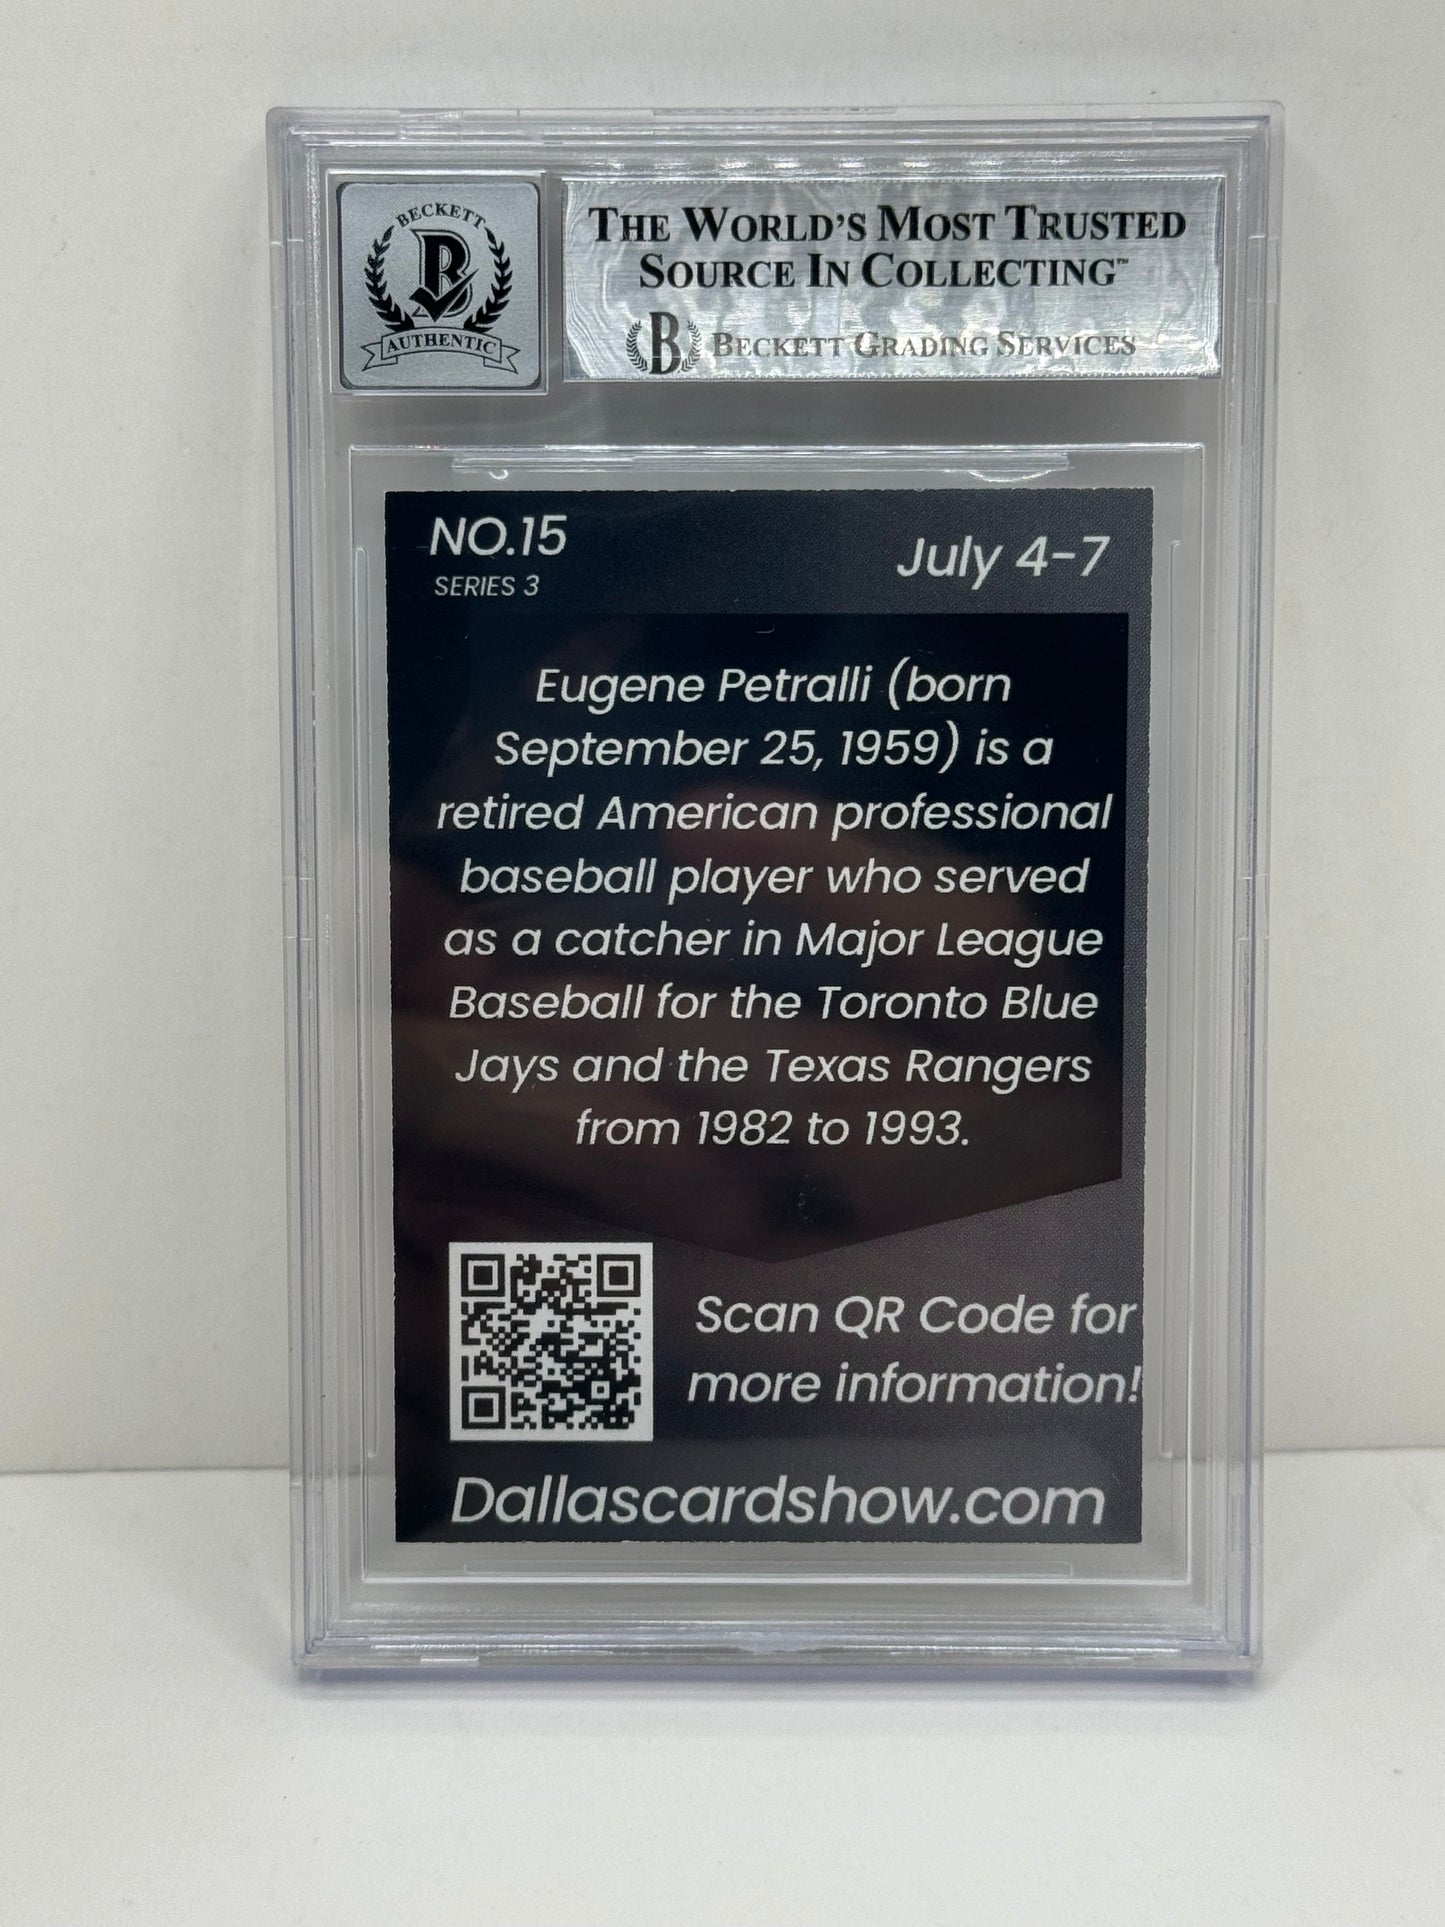 BECKETT
B
AUTHENTIC
THE WORLD'S MOST TRUSTED
SOURCE IN COLLECTING™
B BECKETT GRADING SERVICES
NO.15
SERIES 3
July 4-7
Eugene Petralli (born
September 25, 1959) is a
retired American professional
baseball player who served
as a catcher in Major League
Baseball for the Toronto Blue
Jays and the Texas Rangers
from 1982 to 1993.
Scan QR Code for
more information!
Dallascardshow.com